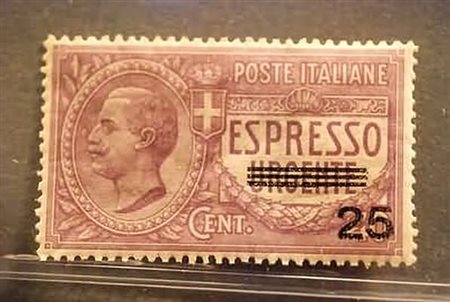 POSTE ITALIANE
ESPRESSO
URGENTE
CENT. 25